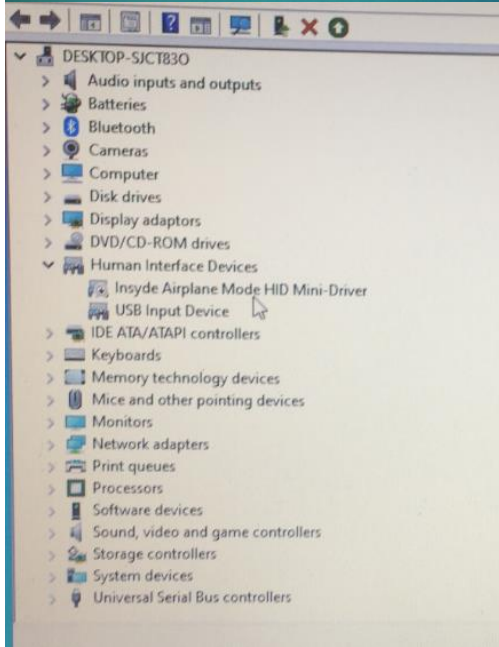 DESKTOP-SJCT83O
Audio inputs and outputs
Batteries
Bluetooth
Cameras
Computer
Disk drives
Display adaptors
DVD/CD-ROM drives
Human Interface Devices
Insyde Airplane Mode HID Mini-Driver
USB Input Device
IDE ATA/ATAPI controllers
Keyboards
Memory technology devices
Mice and other pointing devices
Monitors
Network adapters
Print queues
Processors
Software devices
Sound, video and game controllers
Storage controllers
System devices
Universal Serial Bus controllers